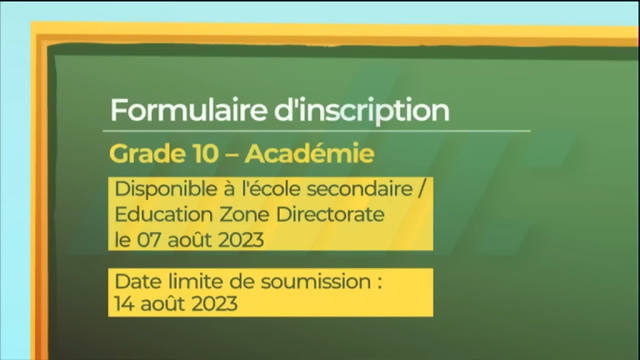 Formulaire d'inscription
Grade 10 – Académie
Disponible à l'école secondaire /
Education Zone Directorate
le 07 août 2023
Date limite de soumission :
14 août 2023